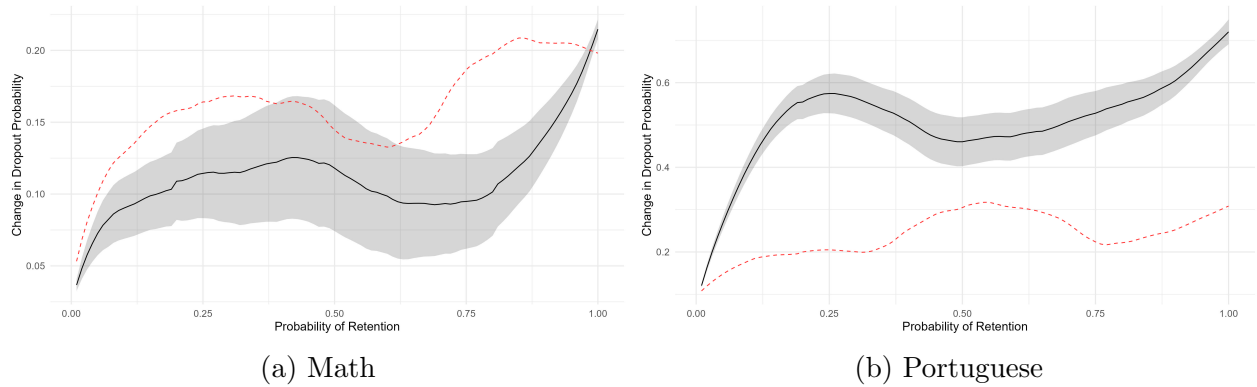 Change in Dropout Probability
0.20
0.15
0.10
0.05
0.00
0.25
0.50
0.75
1.00
Probability of Retention
(a) Math
Change in Dropout Probability
0.6
0.4
0.2
0.00
0.25
0.50
0.75
1.00
Probability of Retention
(b) Portuguese